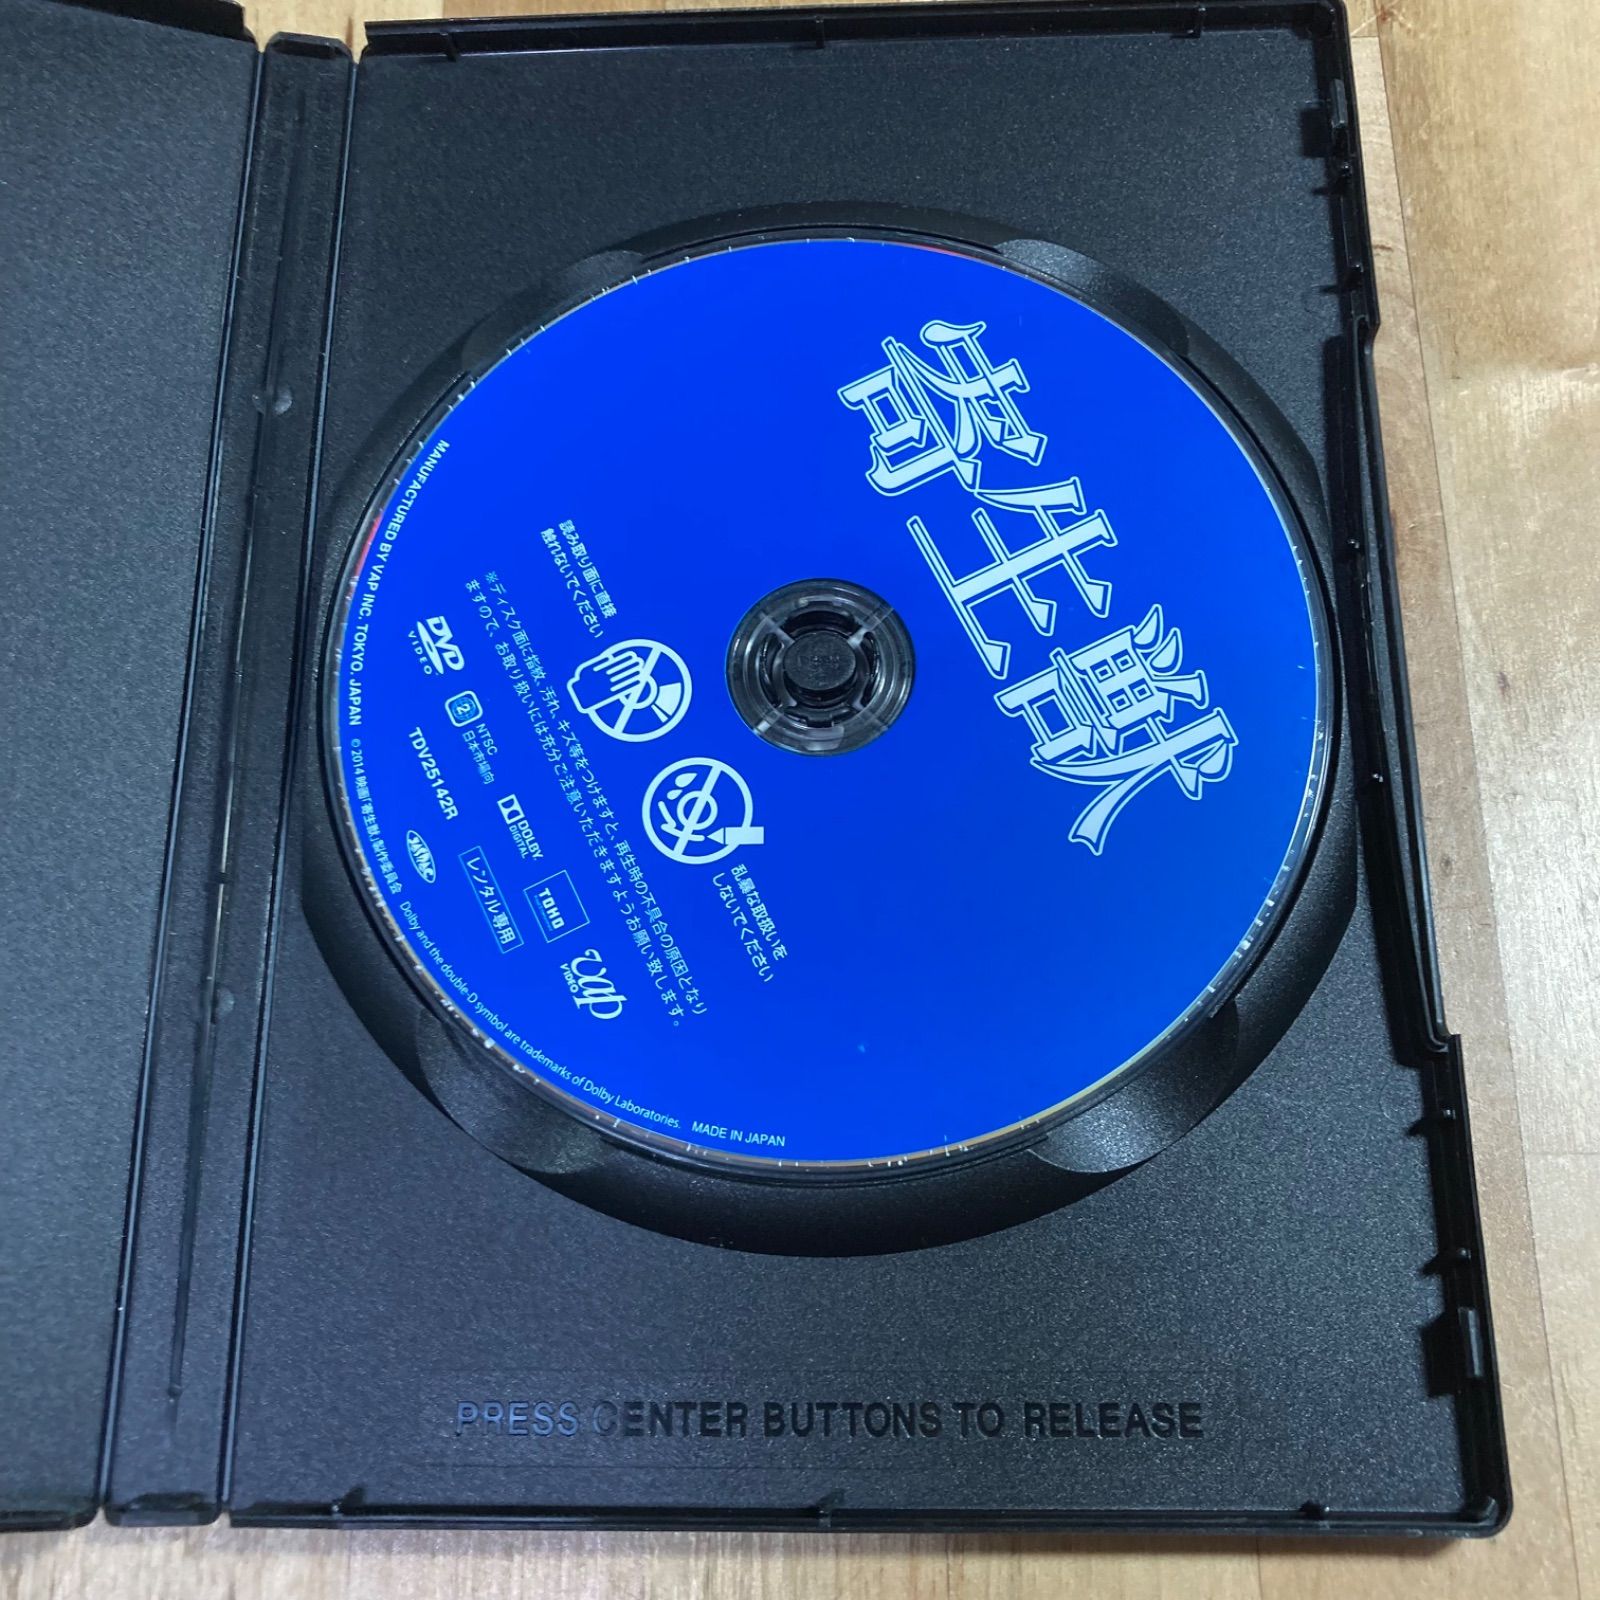 寄生獣
読み取り面に直接
触れないでください
乱暴な取扱いを
しないでください
※ディスク面に指紋、汚れ、キズ等をつけますと、再生時の不具合の原因となり
ますので、お取り扱いには充分ご注意いただきますようお願い致します。
DVD
VIDEO
2
NTSC
日本市場向
DOLBY
DIGITAL
TOHO
vap
VIDEO
TDV25142R
レンタル専用
MANUFACTURED BY VAP INC. TOKYO, JAPAN ©2014 映画「寄生獣」製作委員会 Dolby and the double-D symbol are trademarks of Dolby Laboratories. MADE IN JAPAN
PRESS CENTER BUTTONS TO RELEASE